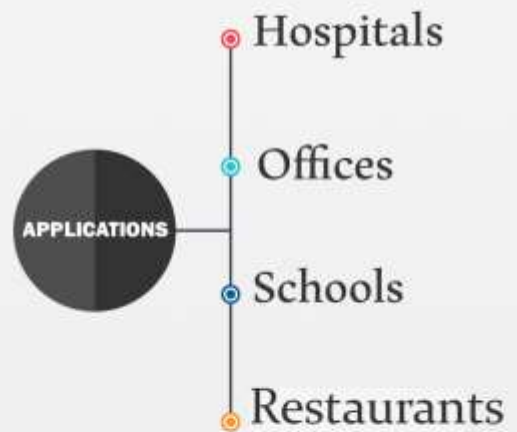 Hospitals
Offices
APPLICATIONS
Schools
Restaurants